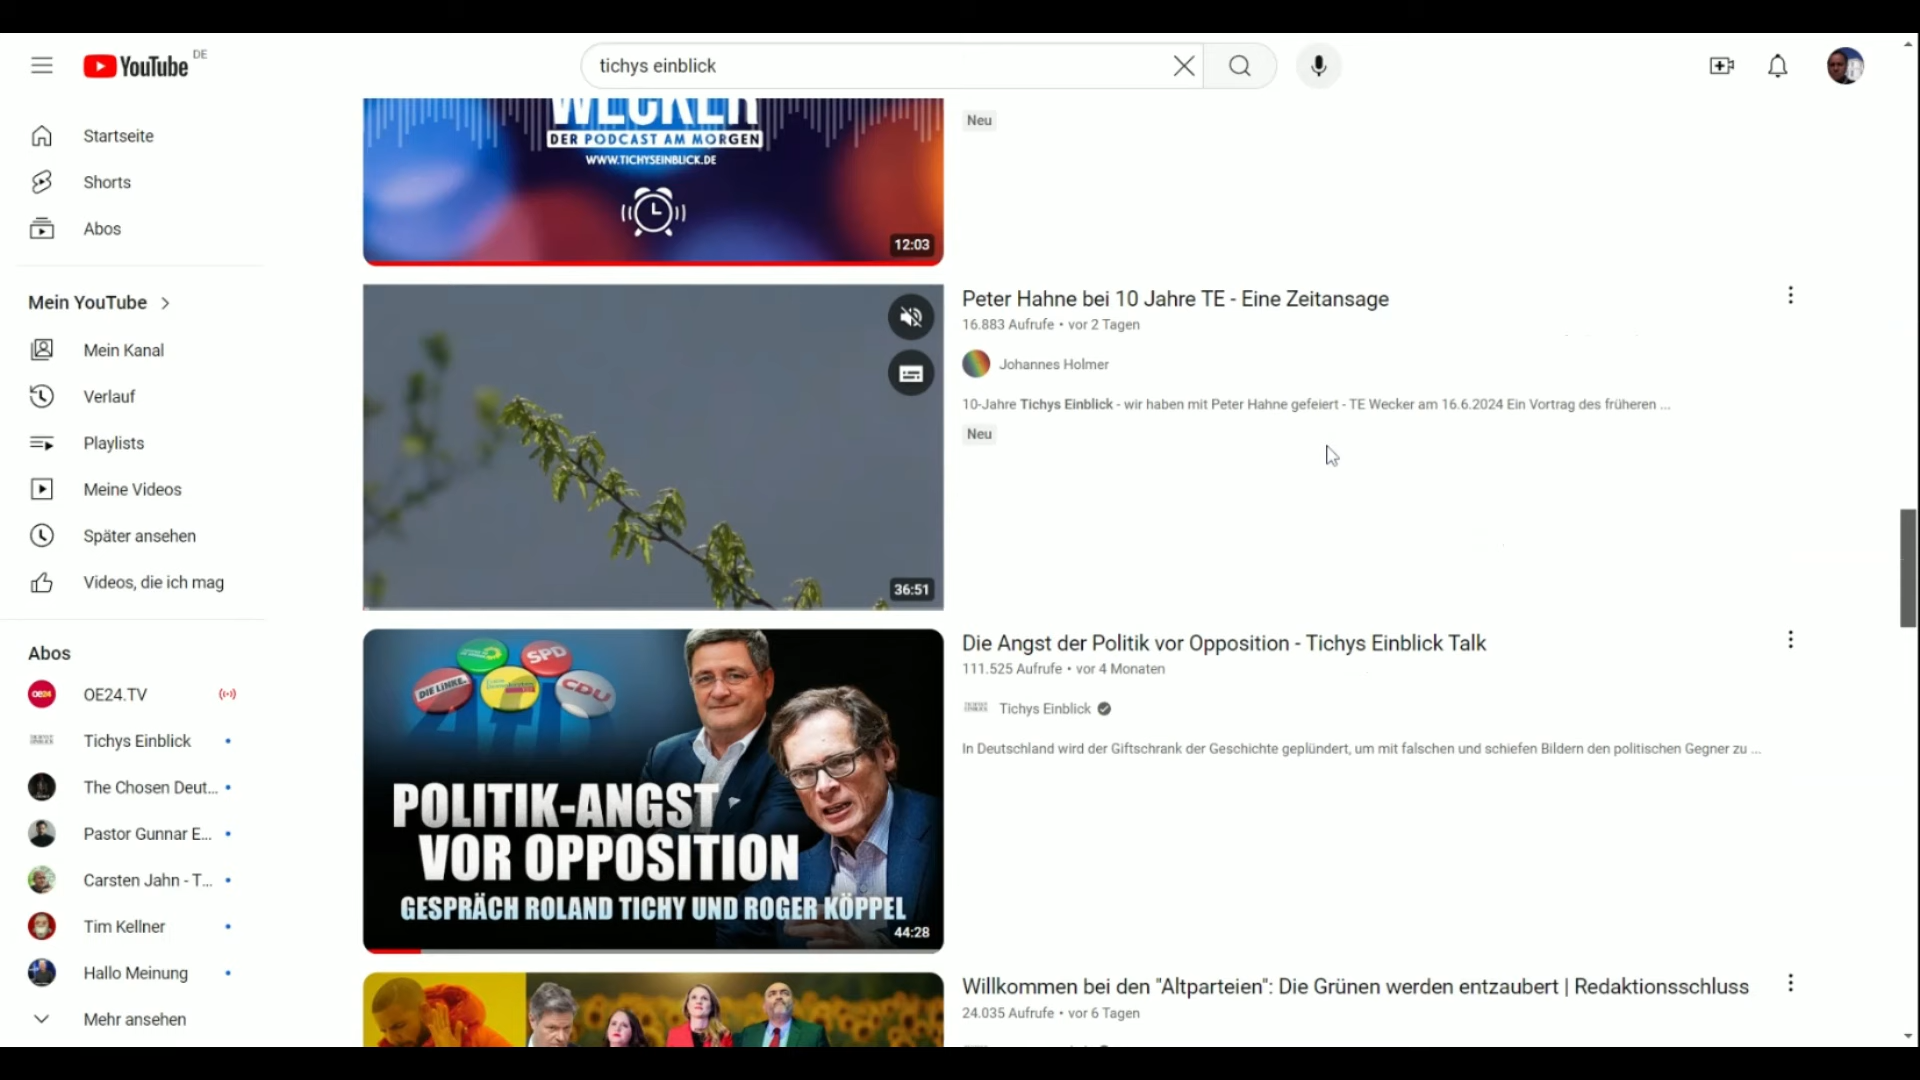 YouTube DE
tichys einblick
Startseite
Shorts
Abos
Mein YouTube
Mein Kanal
Verlauf
Playlists
Meine Videos
Später ansehen
Videos, die ich mag
Abos
OE24.TV
Tichys Einblick
The Chosen Deut...
Pastor Gunnar E...
Carsten Jahn - T...
Tim Kellner
Hallo Meinung
Mehr ansehen
WECKER
DER PODCAST AM MORGEN
WWW.TICHYSEINBLICK.DE
12:03
Neu
36:51
Peter Hahne bei 10 Jahre TE - Eine Zeitansage
16.883 Aufrufe • vor 2 Tagen
Johannes Holmer
10-Jahre Tichys Einblick - wir haben mit Peter Hahne gefeiert - TE Wecker am 16.6.2024 Ein Vortrag des früheren ...
Neu
DIE LINKE.
SPD
CDU
POLITIK-ANGST
VOR OPPOSITION
GESPRÄCH ROLAND TICHY UND ROGER KÖPPEL
44:28
Die Angst der Politik vor Opposition - Tichys Einblick Talk
111.525 Aufrufe • vor 4 Monaten
Tichys Einblick
In Deutschland wird der Giftschrank der Geschichte geplündert, um mit falschen und schiefen Bildern den politischen Gegner zu ...
Willkommen bei den "Altparteien": Die Grünen werden entzaubert | Redaktionsschluss
24.035 Aufrufe • vor 6 Tagen